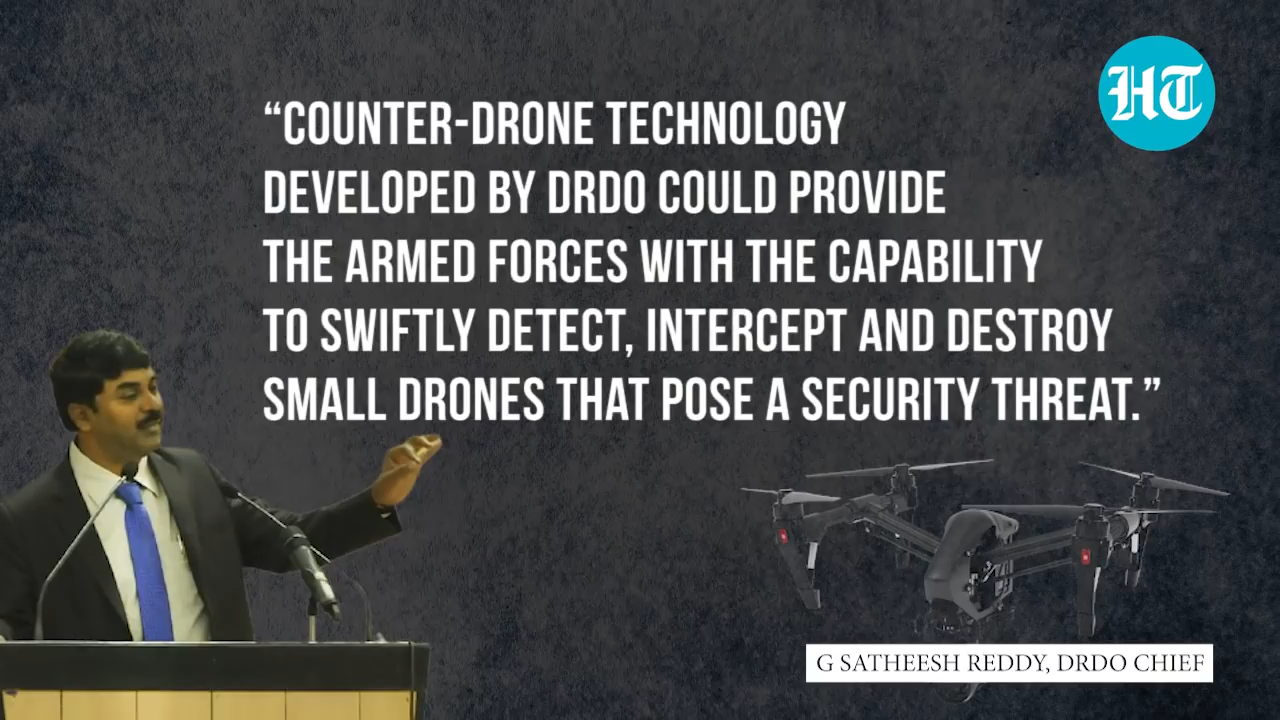 HT
“COUNTER-DRONE TECHNOLOGY
DEVELOPED BY DRDO COULD PROVIDE
THE ARMED FORCES WITH THE CAPABILITY
TO SWIFTLY DETECT, INTERCEPT AND DESTROY
SMALL DRONES THAT POSE A SECURITY THREAT.”
G SATHEESH REDDY, DRDO CHIEF